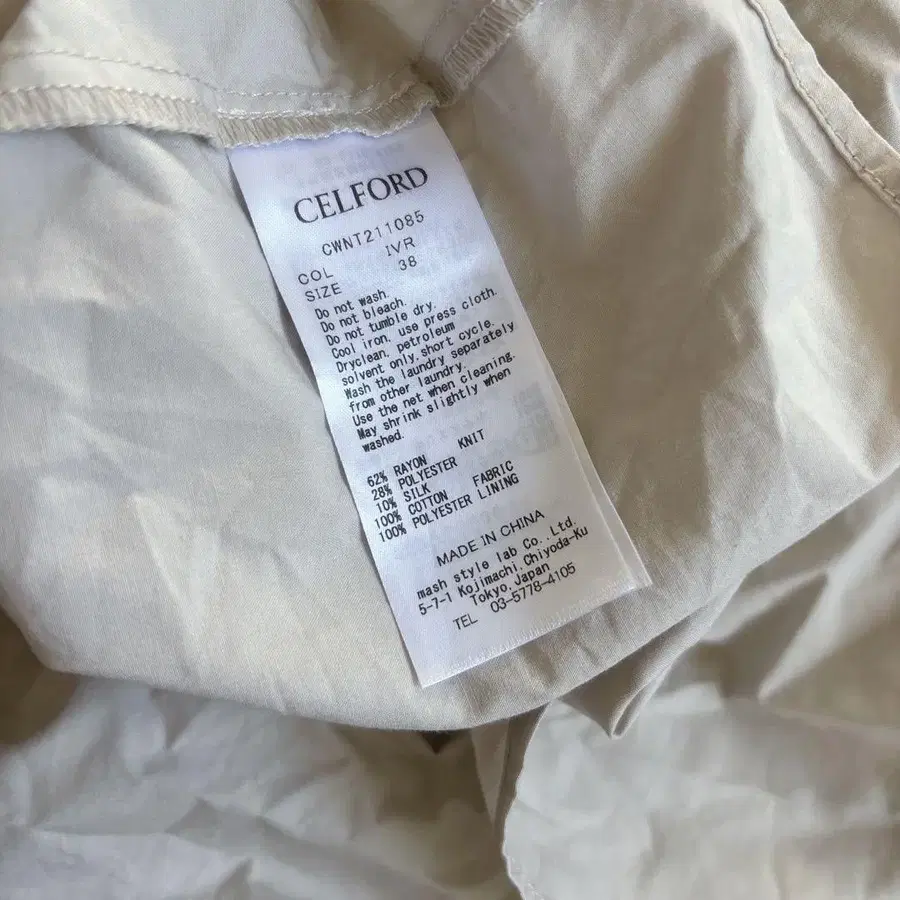 CELFORD
CWNT211085
COL IVR
SIZE 38
Do not wash.
Do not bleach.
Do not tumble dry.
Cool iron, use press cloth.
Dryclean, petroleum
solvent only, short cycle.
Wash the laundry separately
from other laundry.
Use the net when cleaning.
May shrink slightly when
washed.
62% RAYON KNIT
28% POLYESTER
10% SILK
100% COTTON FABRIC
100% POLYESTER LINING
MADE IN CHINA
mash style lab Co.,Ltd.
5-7-1 Kojimachi, Chiyoda-Ku
Tokyo, Japan
TEL 03-5778-4105